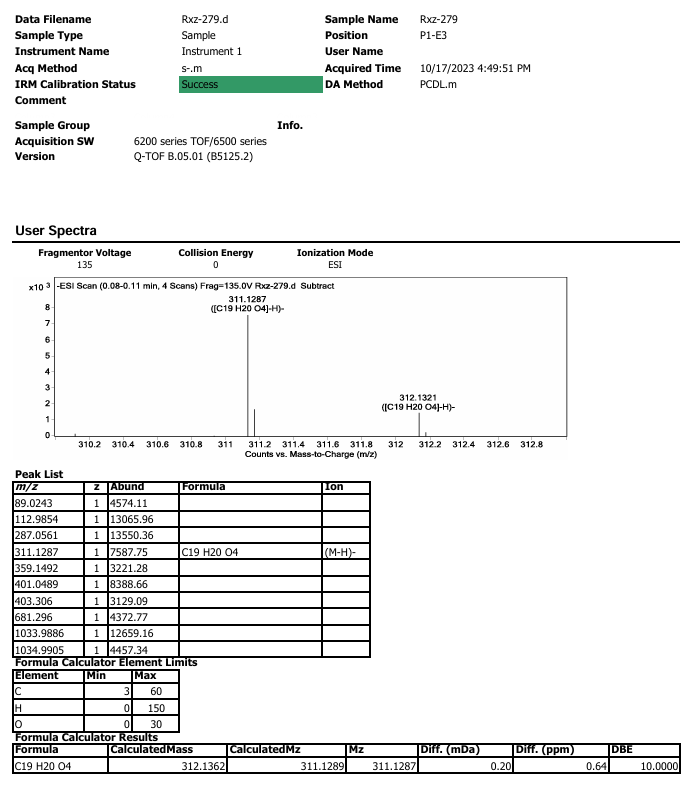 Data Filename Rxz-279.d Sample Name Rxz-279
Sample Type Sample Position P1-E3
Instrument Name Instrument 1 User Name
Acq Method s-.m Acquired Time 10/17/2023 4:49:51 PM
IRM Calibration Status Success DA Method PCDL.m
Comment
Sample Group Info.
Acquisition SW 6200 series TOF/6500 series
Version Q-TOF B.05.01 (B5125.2)
User Spectra
Fragmentor Voltage Collision Energy Ionization Mode
135 0 ESI
x10 3 -ESI Scan (0.08-0.11 min, 4 Scans) Frag=135.0V Rxz-279.d Subtract
311.1287
([C19 H20 O4]-H)-
8
7
6
5
4
3
312.1321
([C19 H20 O4]-H)-
2
1
0
310.2 310.4 310.6 310.8 311 311.2 311.4 311.6 311.8 312 312.2 312.4 312.6 312.8
Counts vs. Mass-to-Charge (m/z)
Peak List
m/z z Abund Formula Ion
89.0243 1 4574.11
112.9854 1 13065.96
287.0561 1 13550.36
311.1287 1 7587.75 C19 H20 O4 (M-H)-
359.1492 1 3221.28
401.0489 1 8388.66
403.306 1 3129.09
681.296 1 4372.77
1033.9886 1 12659.16
1034.9905 1 4457.34
Formula Calculator Element Limits
Element Min Max
C 3 60
H 0 150
O 0 30
Formula Calculator Results
Formula CalculatedMass CalculatedMz Mz Diff. (mDa) Diff. (ppm) DBE
C19 H20 O4 312.1362 311.1289 311.1287 0.20 0.64 10.0000